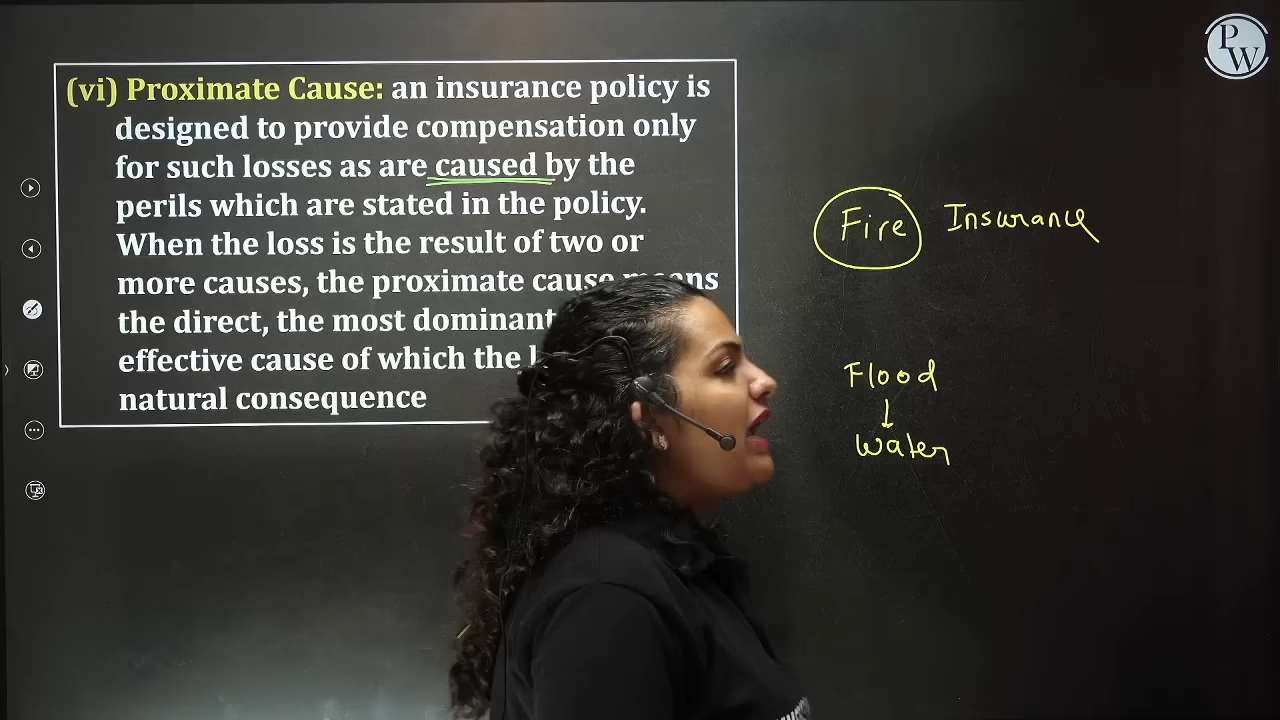 (vi) Proximate Cause: an insurance policy is
designed to provide compensation only
for such losses as are caused by the
perils which are stated in the policy.
When the loss is the result of two or
more causes, the proximate cause means
the direct, the most dominant
effective cause of which the
natural consequence
Fire Insurance
Flood
Water
PW